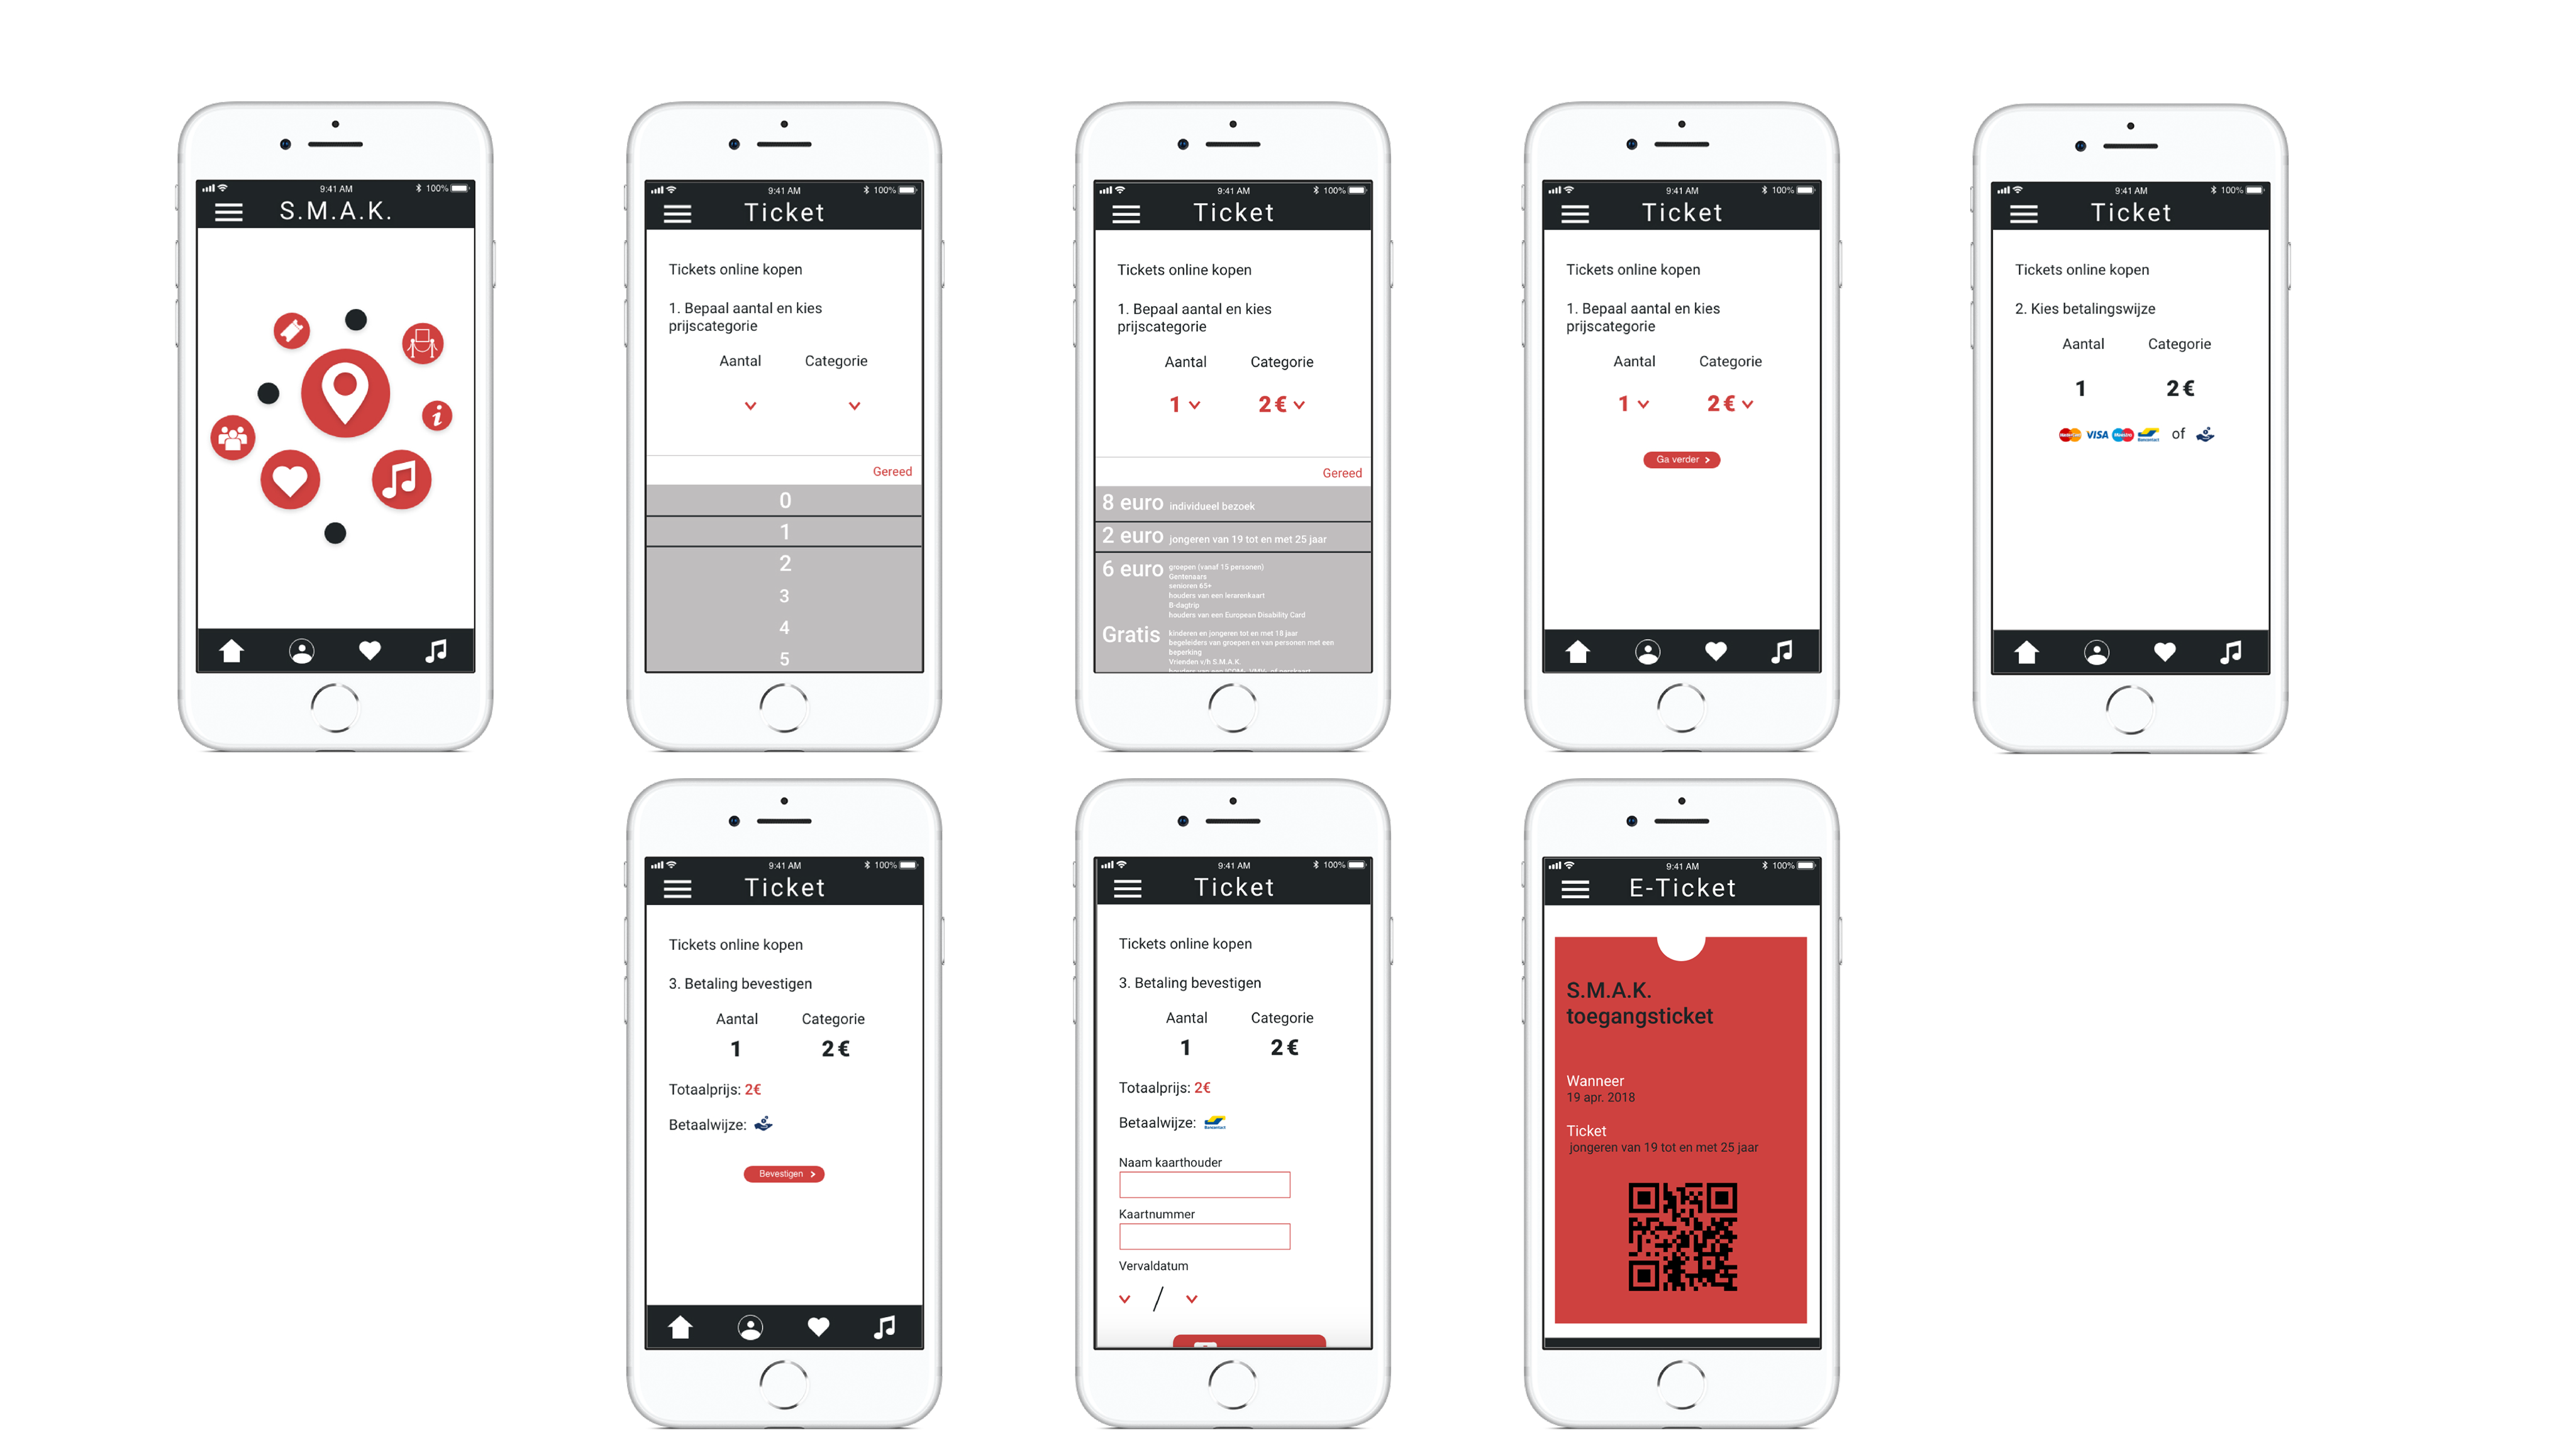 9:41 AM
100%
S.M.A.K.
9:41 AM
100%
Ticket
Tickets online kopen
1. Bepaal aantal en kies
prijscategorie
Aantal
Categorie
Gereed
0
1
2
3
4
5
9:41 AM
100%
Ticket
Tickets online kopen
1. Bepaal aantal en kies
prijscategorie
Aantal
Categorie
1
2 €
Gereed
8 euro individueel bezoek
2 euro jongeren van 19 tot en met 25 jaar
6 euro groepen (vanaf 15 personen)
Gentenaars
senioren 65+
houders van een lerarenkaart
B-dagtrip
houders van een European Disability Card
Gratis kinderen en jongeren tot en met 18 jaar
begeleiders van groepen en van personen met een
beperking
Vrienden v/h S.M.A.K.
9:41 AM
100%
Ticket
Tickets online kopen
1. Bepaal aantal en kies
prijscategorie
Aantal
Categorie
1
2 €
Ga verder
9:41 AM
100%
Ticket
Tickets online kopen
2. Kies betalingswijze
Aantal
Categorie
1
2 €
MasterCard VISA Maestro Bancontact of
9:41 AM
100%
Ticket
Tickets online kopen
3. Betaling bevestigen
Aantal
Categorie
1
2 €
Totaalprijs: 2€
Betaalwijze:
Bevestigen
9:41 AM
100%
Ticket
Tickets online kopen
3. Betaling bevestigen
Aantal
Categorie
1
2 €
Totaalprijs: 2€
Betaalwijze: Bancontact
Naam kaarthouder
Kaartnummer
Vervaldatum
/
9:41 AM
100%
E-Ticket
S.M.A.K.
toegangsticket
Wanneer
19 apr. 2018
Ticket
jongeren van 19 tot en met 25 jaar